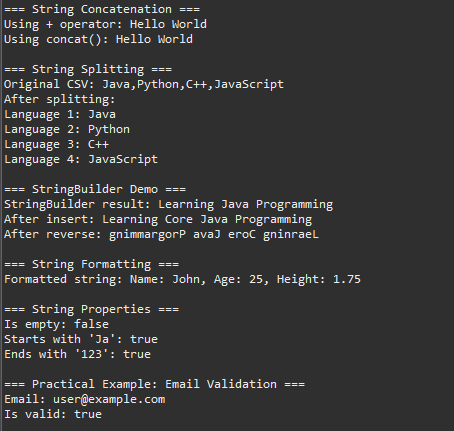 === String Concatenation ===
Using + operator: Hello World
Using concat(): Hello World
=== String Splitting ===
Original CSV: Java,Python,C++,JavaScript
After splitting:
Language 1: Java
Language 2: Python
Language 3: C++
Language 4: JavaScript
=== StringBuilder Demo ===
StringBuilder result: Learning Java Programming
After insert: Learning Core Java Programming
After reverse: gnimmargorP avaJ eroC gninraeL
=== String Formatting ===
Formatted string: Name: John, Age: 25, Height: 1.75
=== String Properties ===
Is empty: false
Starts with 'Ja': true
Ends with '123': true
=== Practical Example: Email Validation ===
Email: user@example.com
Is valid: true